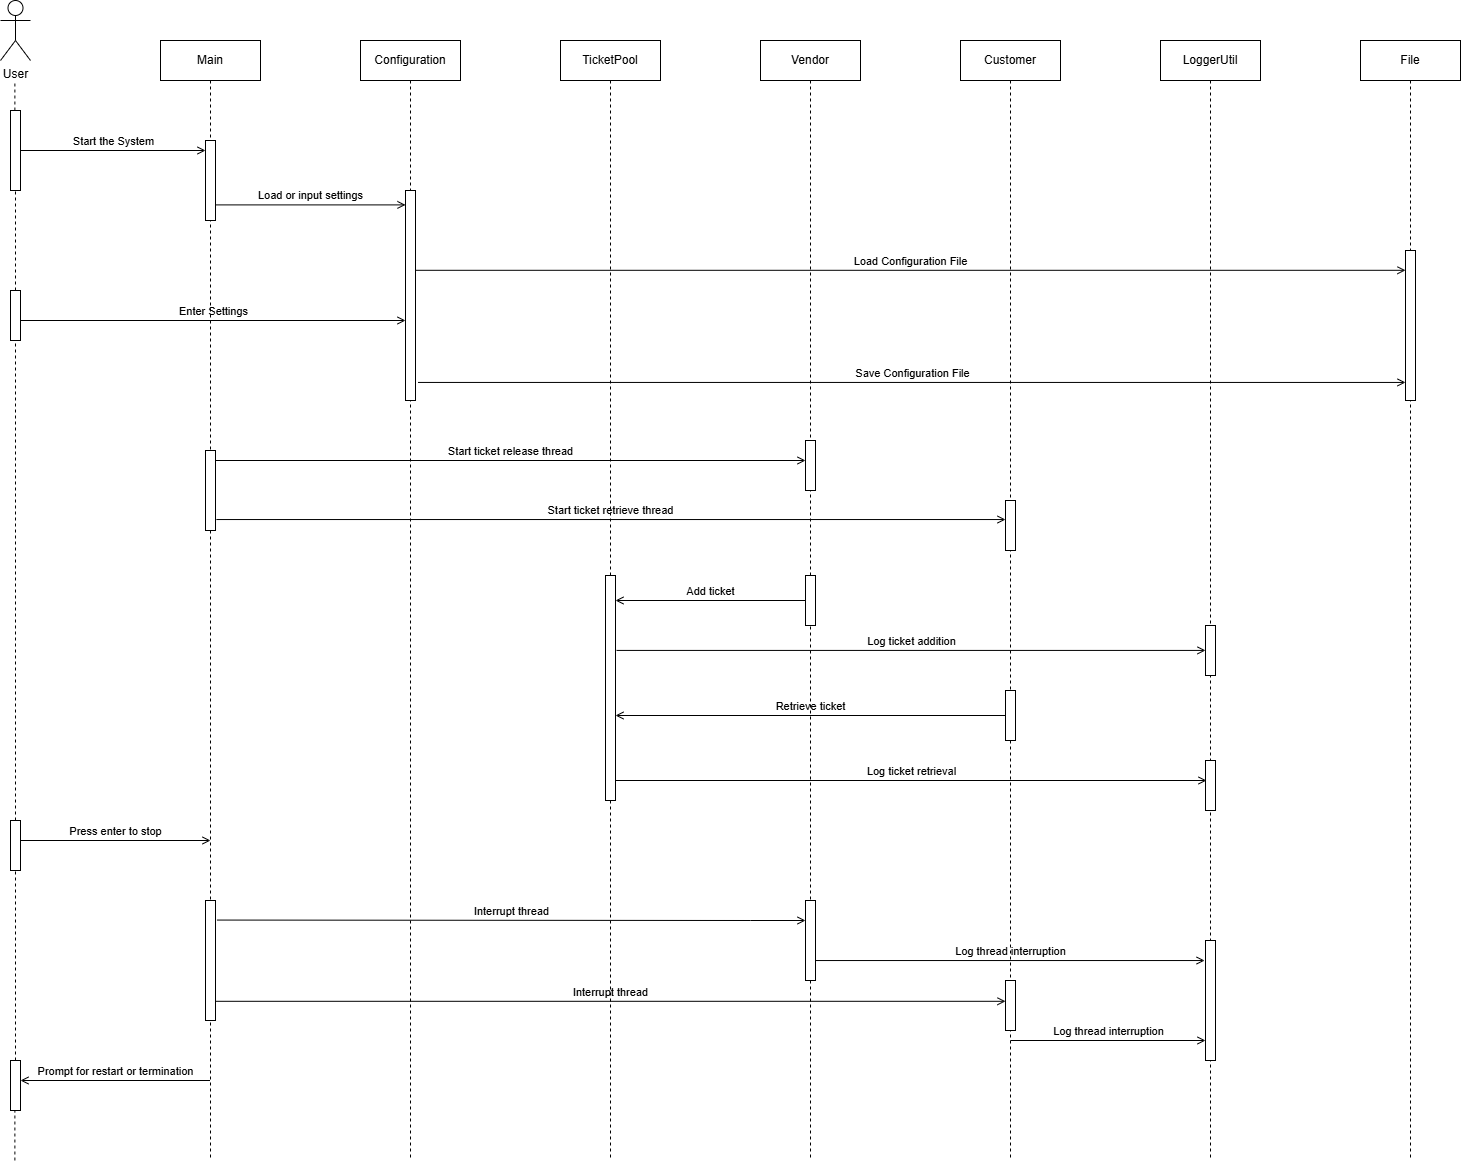 User
Main
Configuration
TicketPool
Vendor
Customer
LoggerUtil
File
Start the System
Load or input settings
Load Configuration File
Enter Settings
Save Configuration File
Start ticket release thread
Start ticket retrieve thread
Add ticket
Log ticket addition
Retrieve ticket
Log ticket retrieval
Press enter to stop
Interrupt thread
Log thread interruption
Interrupt thread
Log thread interruption
Prompt for restart or termination